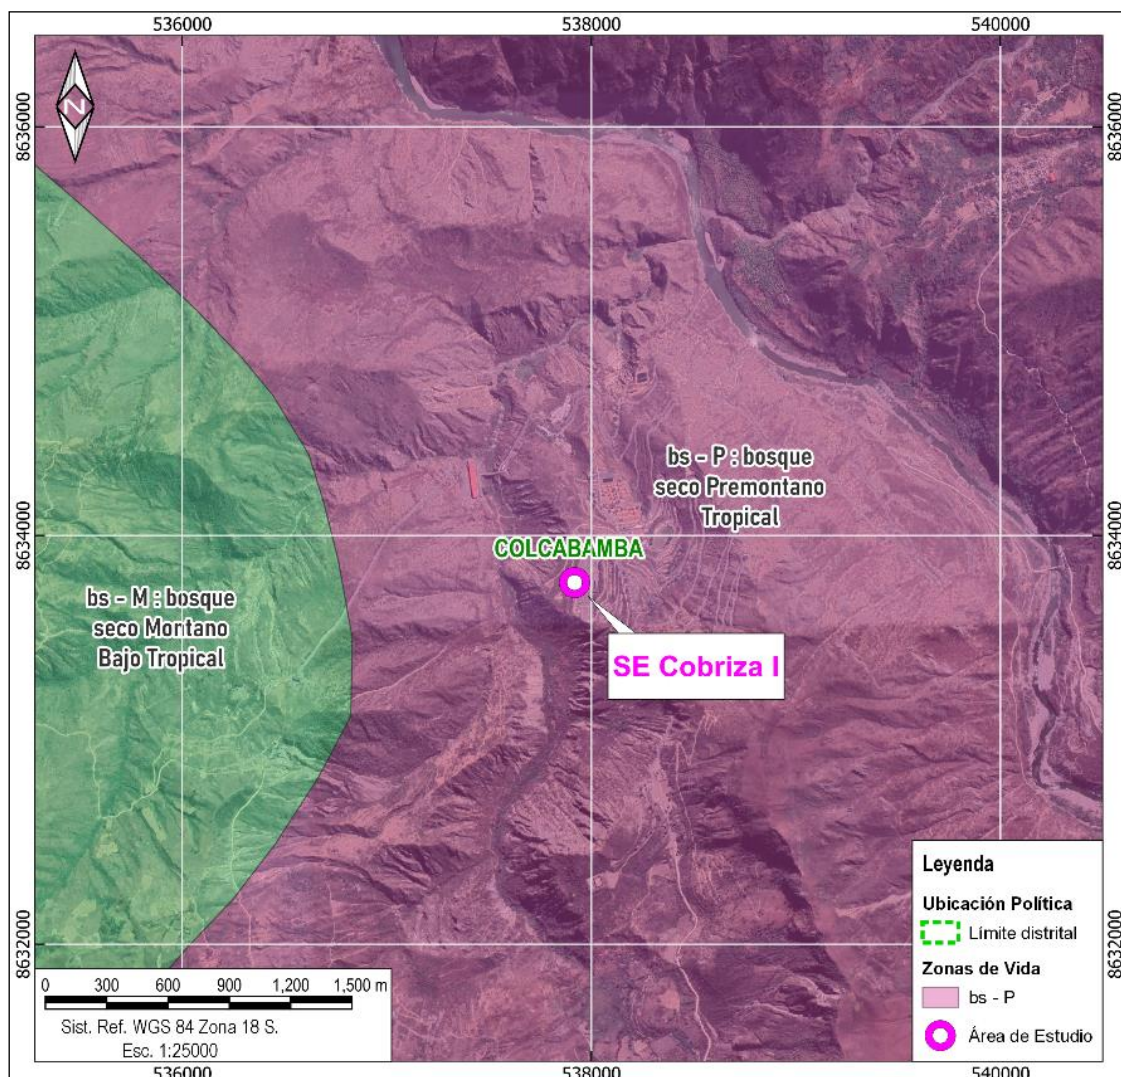 536000
538000
540000
N
8636000
8636000
bs - P : bosque
seco Premontano
Tropical
8634000
8634000
COLCABAMBA
bs - M : bosque
seco Montano
Bajo Tropical
SE Cobriza I
8632000
8632000
Leyenda
Ubicación Política
Límite distrital
Zonas de Vida
bs - P
Área de Estudio
0 300 600 900 1,200 1,500 m
Sist. Ref. WGS 84 Zona 18 S.
Esc. 1:25000
536000
538000
540000